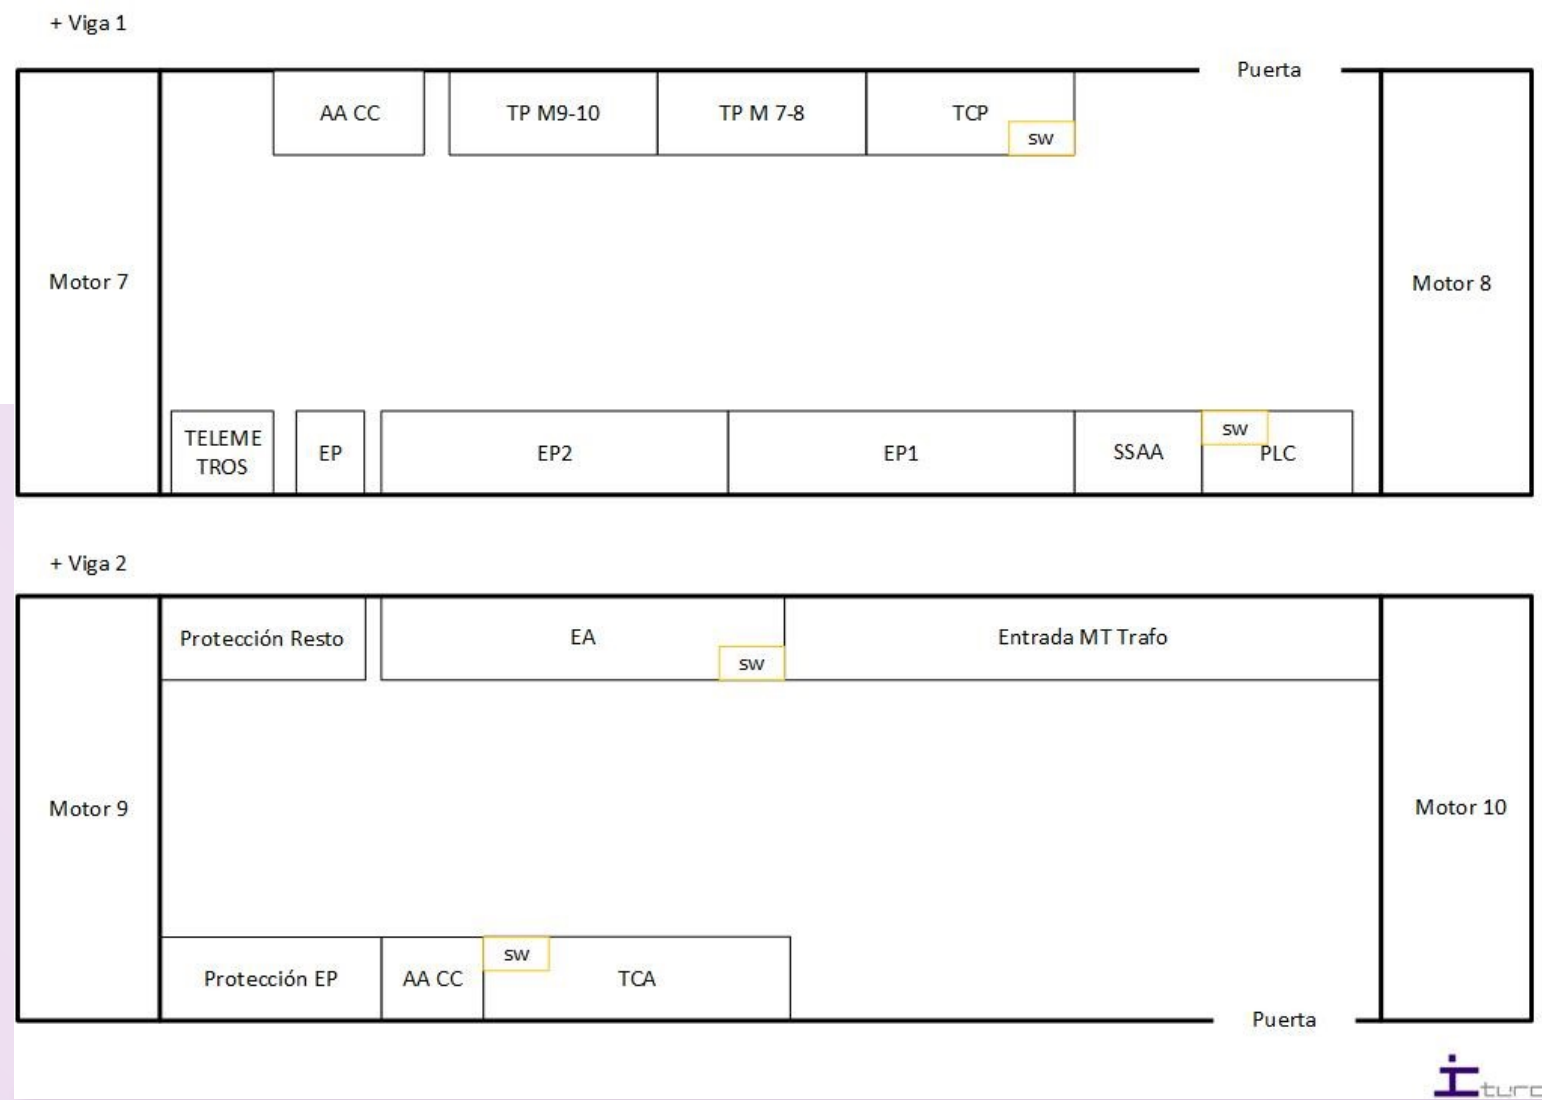 + Viga 1
Puerta
AA CC
TP M9-10
TP M 7-8
TCP
sw
Motor 7
Motor 8
TELEME
TROS
EP
EP2
EP1
SSAA
sw
PLC
+ Viga 2
Protección Resto
EA
sw
Entrada MT Trafo
Motor 9
Motor 10
Protección EP
AA CC
sw
TCA
Puerta